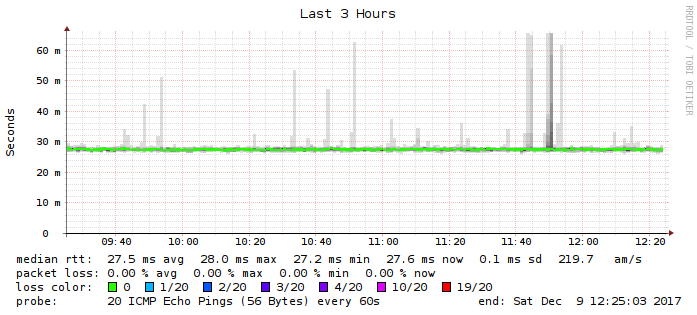 Last 3 Hours
RRDTOOL / TOBI OETIKER
Seconds
60 m
50 m
40 m
30 m
20 m
10 m
0
09:40 10:00 10:20 10:40 11:00 11:20 11:40 12:00 12:20
median rtt: 27.5 ms avg 28.0 ms max 27.2 ms min 27.6 ms now 0.1 ms sd 219.7 am/s
packet loss: 0.00 % avg 0.00 % max 0.00 % min 0.00 % now
loss color: 0 1/20 2/20 3/20 4/20 10/20 19/20
probe: 20 ICMP Echo Pings (56 Bytes) every 60s end: Sat Dec 9 12:25:03 2017